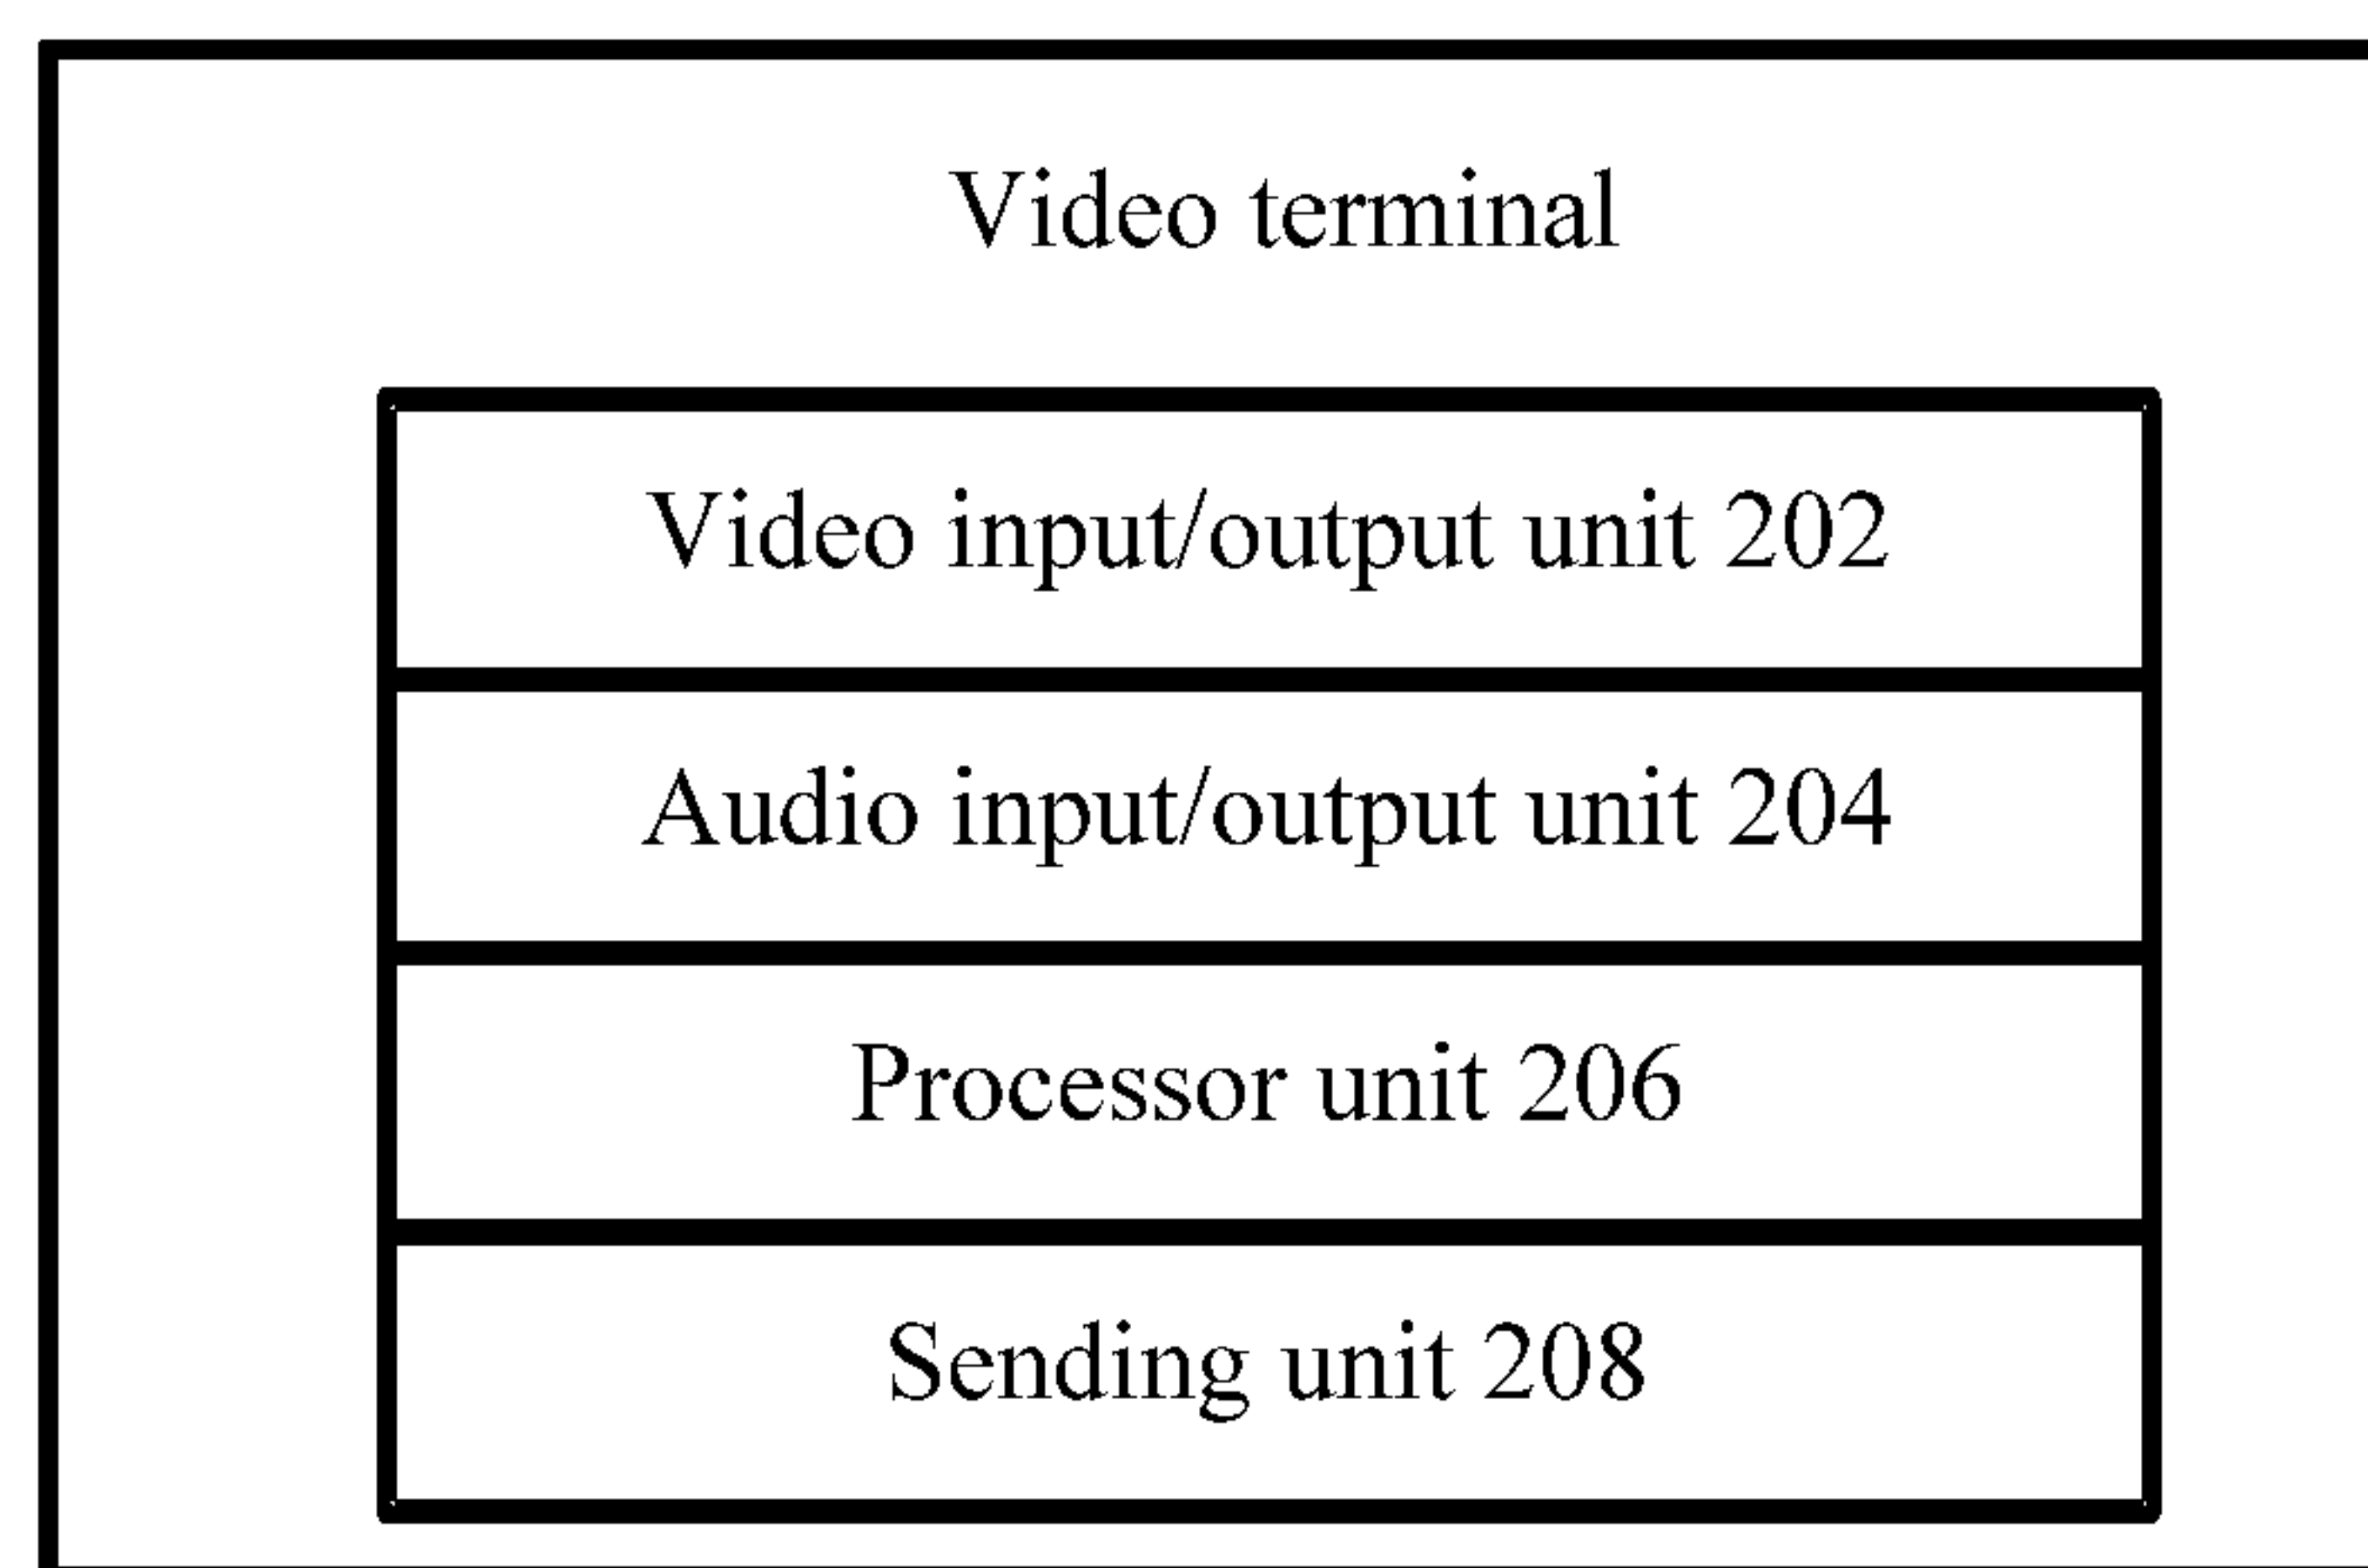 Video terminal
Video input/output unit 202
Audio input/output unit 204
Processor unit 206
Sending unit 208